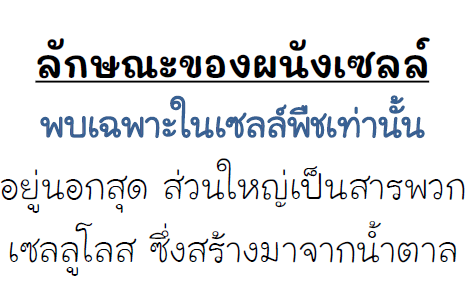 ลักษณะของผนังเซลล์
พบเฉพาะในเซลล์พืชเท่านั้น
อยู่นอกสุด ส่วนใหญ่เป็นสารพวก
เซลลูโลส ซึ่งสร้างมาจากน้ำตาล